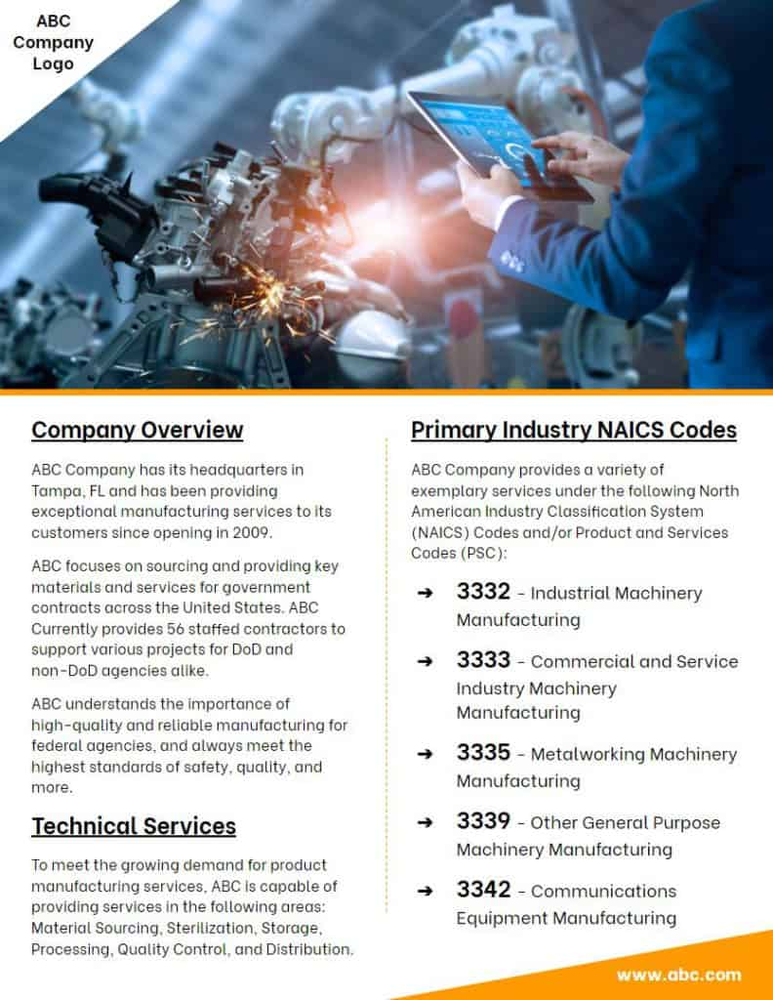 ABC
Company
Logo
Company Overview
ABC Company has its headquarters in
Tampa, FL and has been providing
exceptional manufacturing services to its
customers since opening in 2009.
ABC focuses on sourcing and providing key
materials and services for government
contracts across the United States. ABC
Currently provides 56 staffed contractors to
support various projects for DoD and
non-DoD agencies alike.
ABC understands the importance of
high-quality and reliable manufacturing for
federal agencies, and always meet the
highest standards of safety, quality, and
more.
Technical Services
To meet the growing demand for product
manufacturing services, ABC is capable of
providing services in the following areas:
Material Sourcing, Sterilization, Storage,
Processing, Quality Control, and Distribution.
Primary Industry NAICS Codes
ABC Company provides a variety of
exemplary services under the following North
American Industry Classification System
(NAICS) Codes and/or Product and Services
Codes (PSC):
➔ 3332 - Industrial Machinery
Manufacturing
➔ 3333 - Commercial and Service
Industry Machinery
Manufacturing
➔ 3335 - Metalworking Machinery
Manufacturing
➔ 3339 - Other General Purpose
Machinery Manufacturing
➔ 3342 - Communications
Equipment Manufacturing
www.abc.com